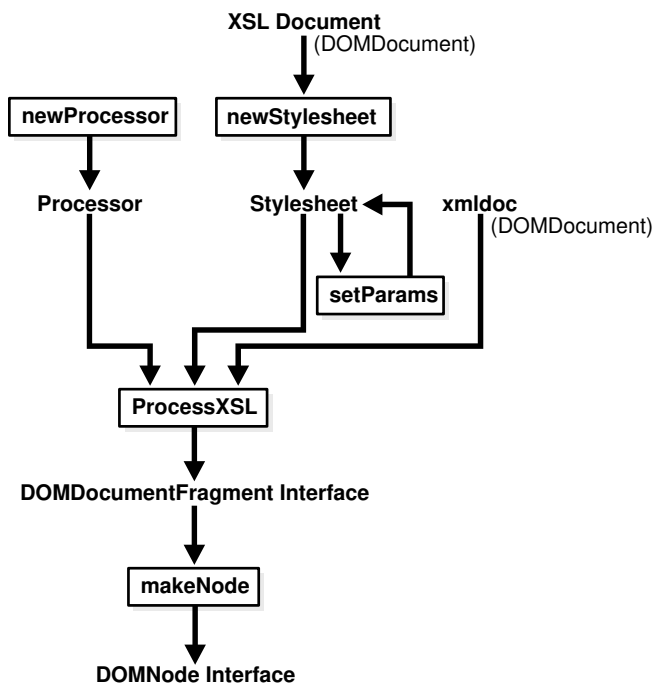 XSL Document
(DOMDocument)
newProcessor
newStylesheet
Processor
Stylesheet
xmldoc
(DOMDocument)
setParams
ProcessXSL
DOMDocumentFragment Interface
makeNode
DOMNode Interface